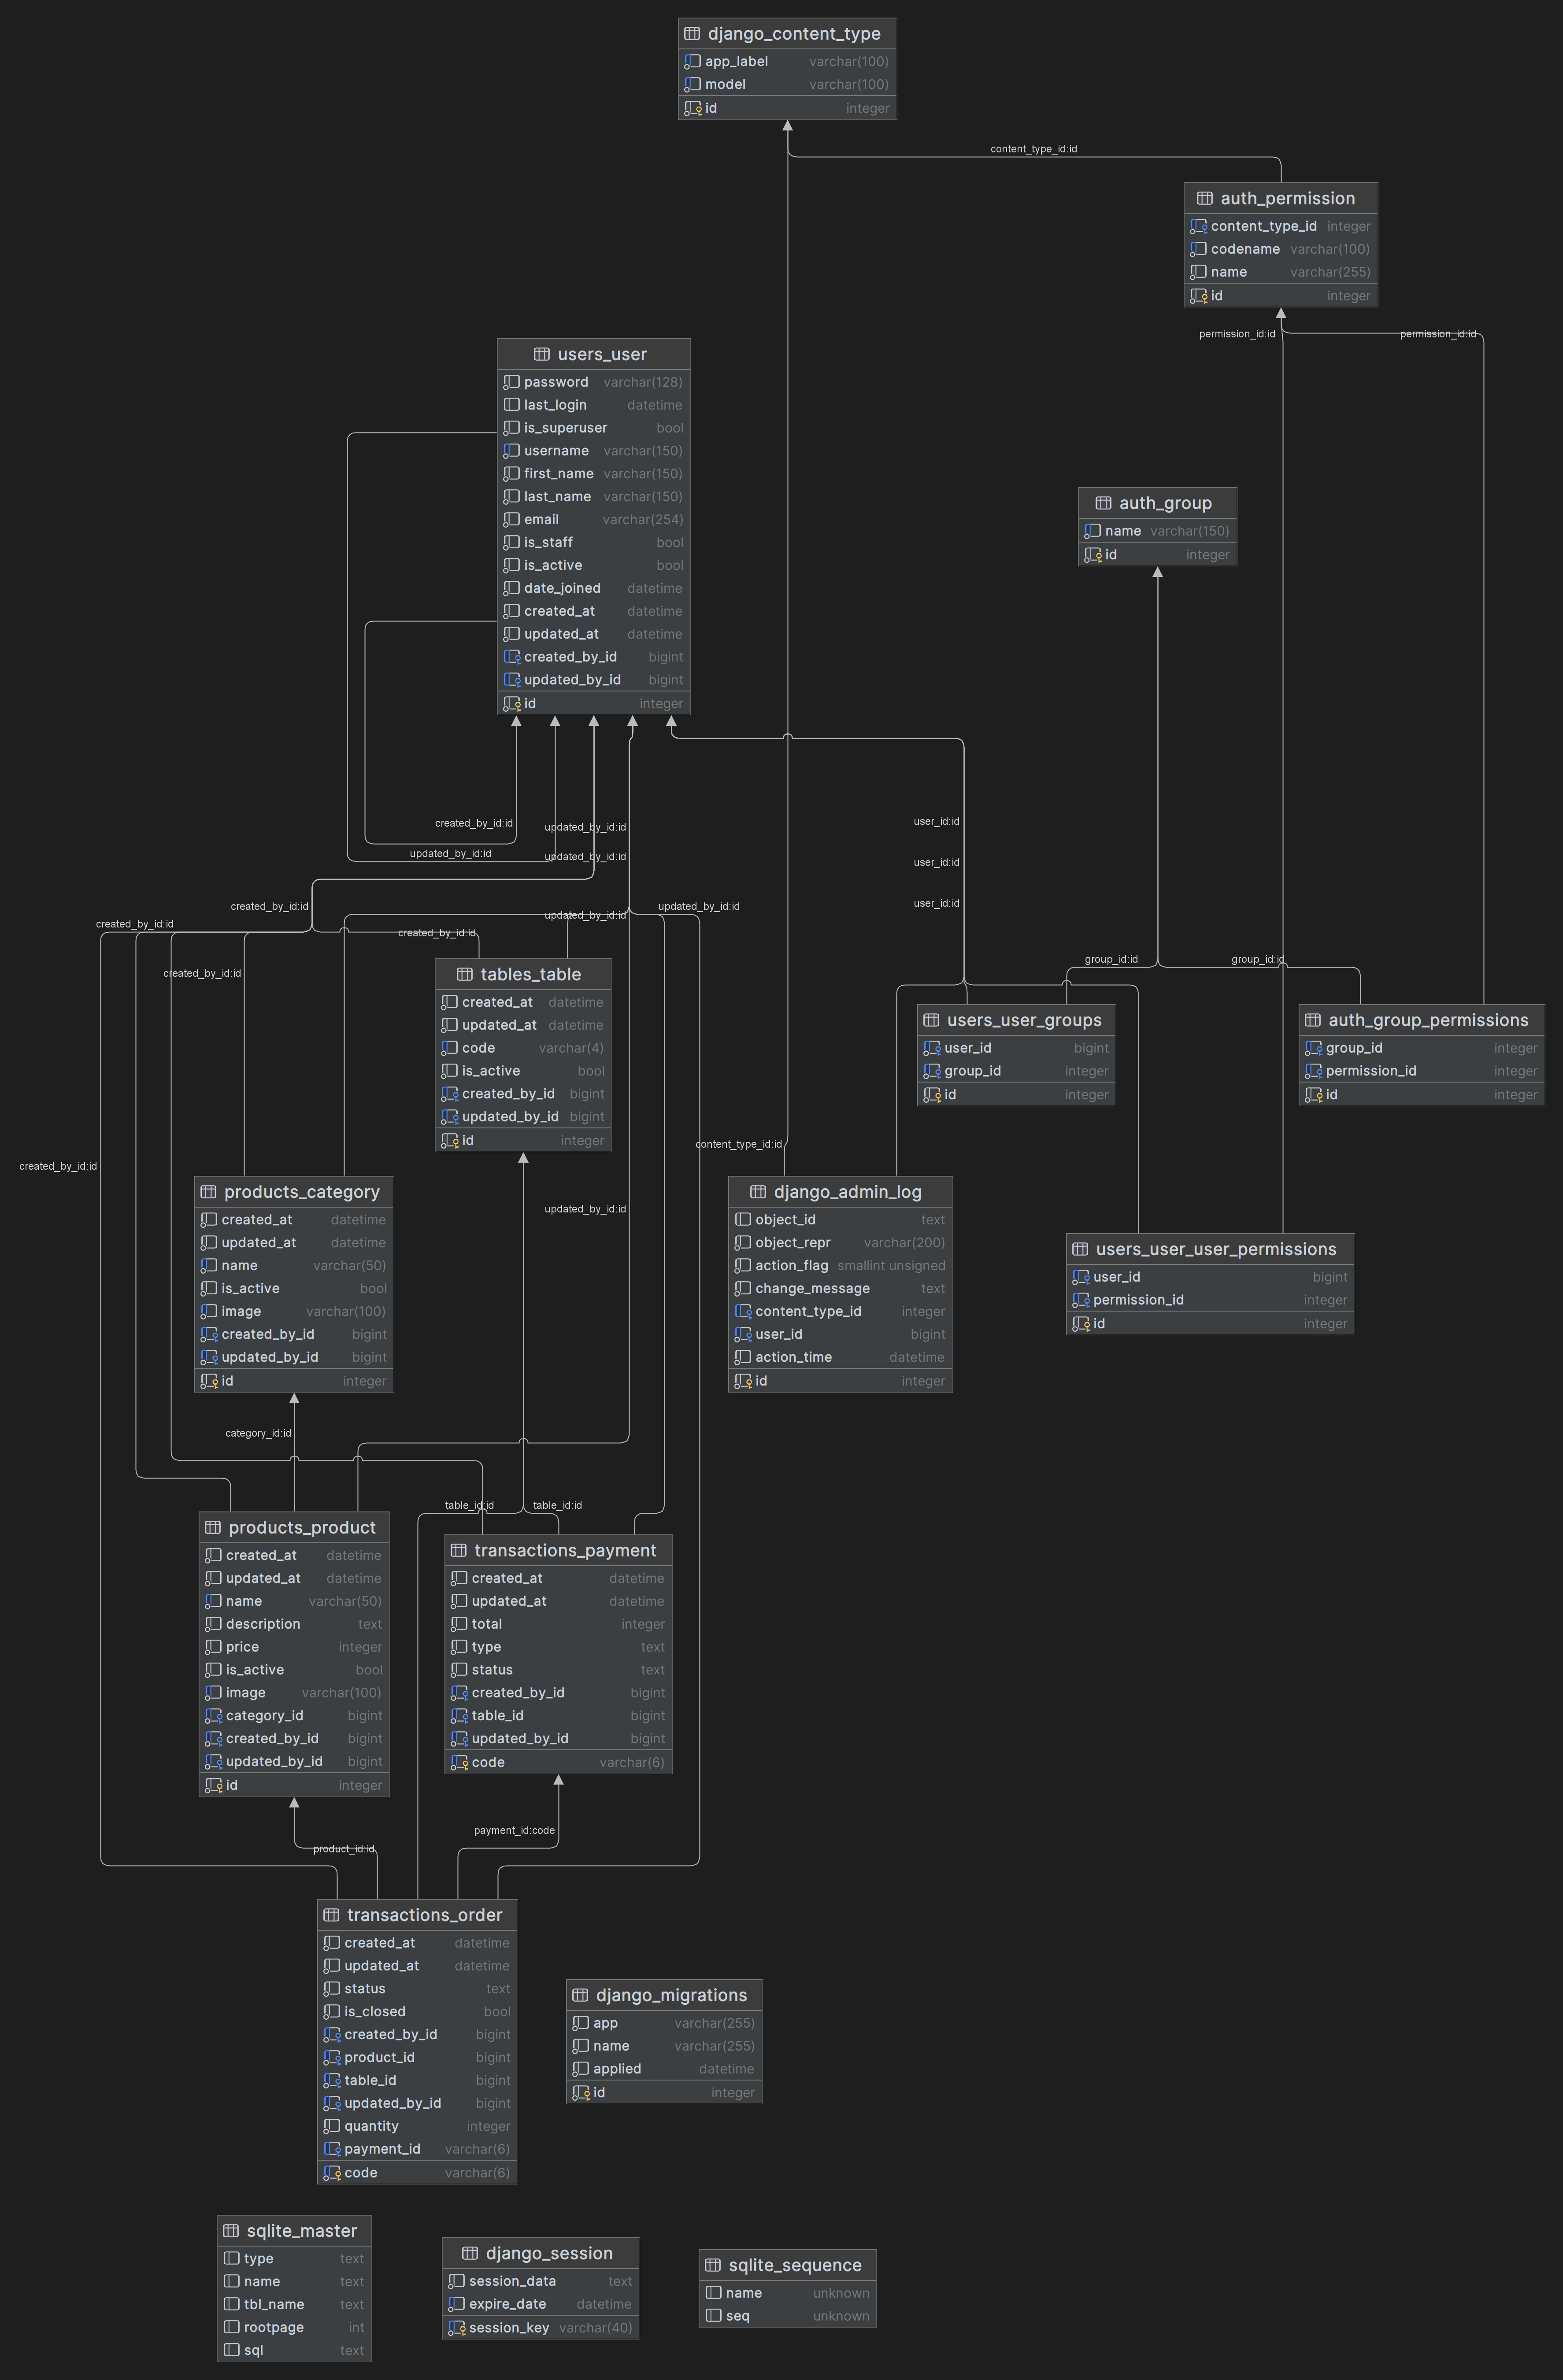 django_content_type
app_label varchar(100)
model varchar(100)
id integer
content_type_id:id
auth_permission
content_type_id integer
codename varchar(100)
name varchar(255)
id integer
permission_id:id
permission_id:id
users_user
password varchar(128)
last_login datetime
is_superuser bool
username varchar(150)
first_name varchar(150)
last_name varchar(150)
email varchar(254)
is_staff bool
is_active bool
date_joined datetime
created_at datetime
updated_at datetime
created_by_id bigint
updated_by_id bigint
id integer
auth_group
name varchar(150)
id integer
created_by_id:id
updated_by_id:id
updated_by_id:id
updated_by_id:id
user_id:id
user_id:id
user_id:id
created_by_id:id
created_by_id:id
updated_by_id:id
updated_by_id:id
created_by_id:id
created_by_id:id
group_id:id
group_id:id
tables_table
created_at datetime
updated_at datetime
code varchar(4)
is_active bool
created_by_id bigint
updated_by_id bigint
id integer
users_user_groups
user_id bigint
group_id integer
id integer
auth_group_permissions
group_id integer
permission_id integer
id integer
content_type_id:id
created_by_id:id
updated_by_id:id
products_category
created_at datetime
updated_at datetime
name varchar(50)
is_active bool
image varchar(100)
created_by_id bigint
updated_by_id bigint
id integer
django_admin_log
object_id text
object_repr varchar(200)
action_flag smallint unsigned
change_message text
content_type_id integer
user_id bigint
action_time datetime
id integer
users_user_user_permissions
user_id bigint
permission_id integer
id integer
category_id:id
table_id:id
table_id:id
products_product
created_at datetime
updated_at datetime
name varchar(50)
description text
price integer
is_active bool
image varchar(100)
category_id bigint
created_by_id bigint
updated_by_id bigint
id integer
transactions_payment
created_at datetime
updated_at datetime
total integer
type text
status text
created_by_id bigint
table_id bigint
updated_by_id bigint
code varchar(6)
payment_id:code
product_id:id
transactions_order
created_at datetime
updated_at datetime
status text
is_closed bool
created_by_id bigint
product_id bigint
table_id bigint
updated_by_id bigint
quantity integer
payment_id varchar(6)
code varchar(6)
django_migrations
app varchar(255)
name varchar(255)
applied datetime
id integer
sqlite_master
type text
name text
tbl_name text
rootpage int
sql text
django_session
session_data text
expire_date datetime
session_key varchar(40)
sqlite_sequence
name unknown
seq unknown